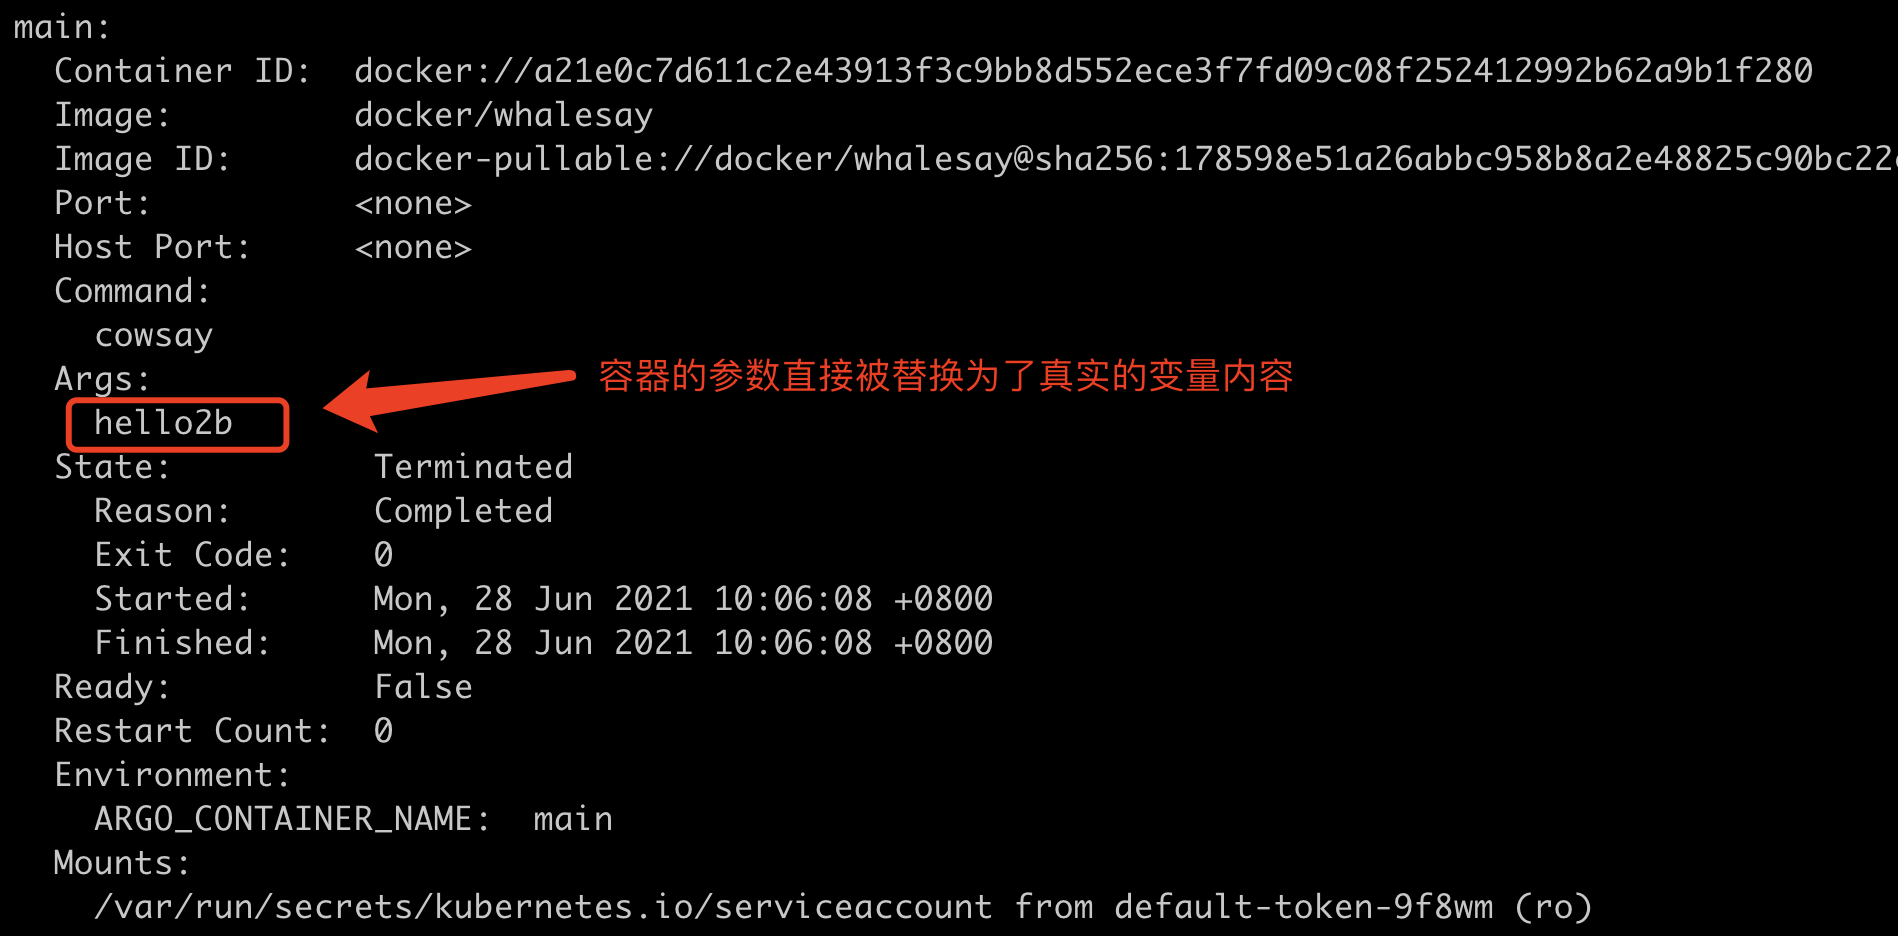 main:
Container ID: docker://a21e0c7d611c2e43913f3c9bb8d552ece3f7fd09c08f252412992b62a9b1f280
Image: docker/whalesay
Image ID: docker-pullable://docker/whalesay@sha256:178598e51a26abbc958b8a2e48825c90bc22
Port: <none>
Host Port: <none>
Command:
cowsay
Args:
容器的参数直接被替换为了真实的变量内容
hello2b
State: Terminated
Reason: Completed
Exit Code: 0
Started: Mon, 28 Jun 2021 10:06:08 +0800
Finished: Mon, 28 Jun 2021 10:06:08 +0800
Ready: False
Restart Count: 0
Environment:
ARGO_CONTAINER_NAME: main
Mounts:
/var/run/secrets/kubernetes.io/serviceaccount from default-token-9f8wm (ro)